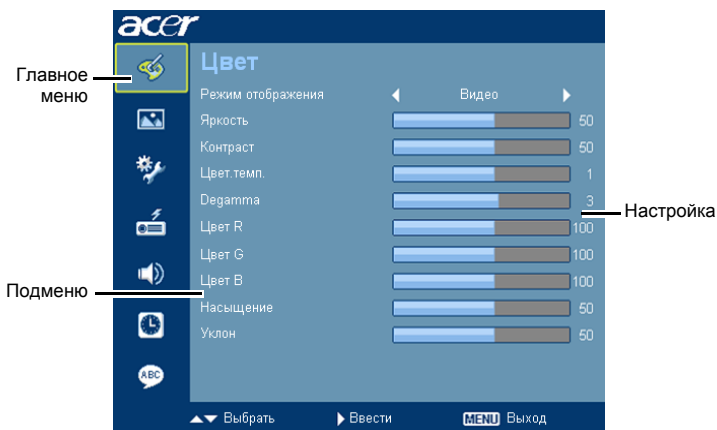 acer
Главное
меню
Цвет
Режим отображения Видео
Яркость 50
Контраст 50
Цвет.темп. 1
Degamma 3
Настройка
Цвет R 100
Цвет G 100
Цвет B 100
Подменю
Насыщение 50
Уклон 50
ABC
Выбрать Ввести MENU Выход